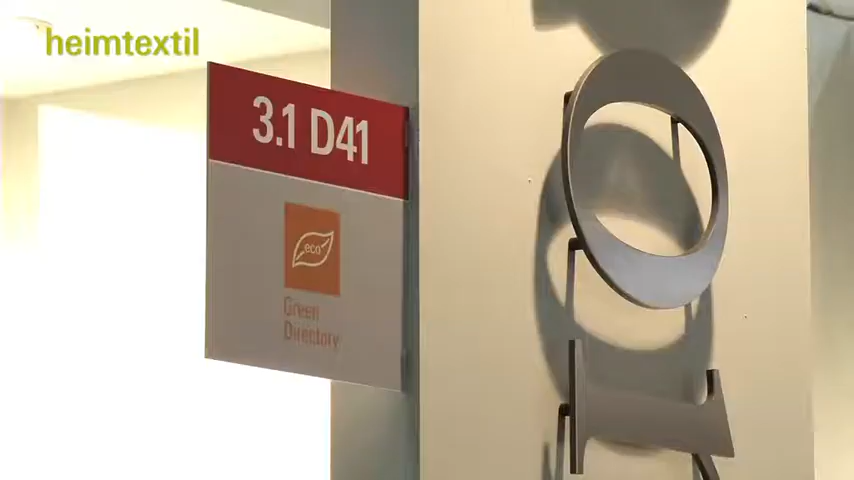 heimtextil
3.1 D41
eco
Green
Directory
O